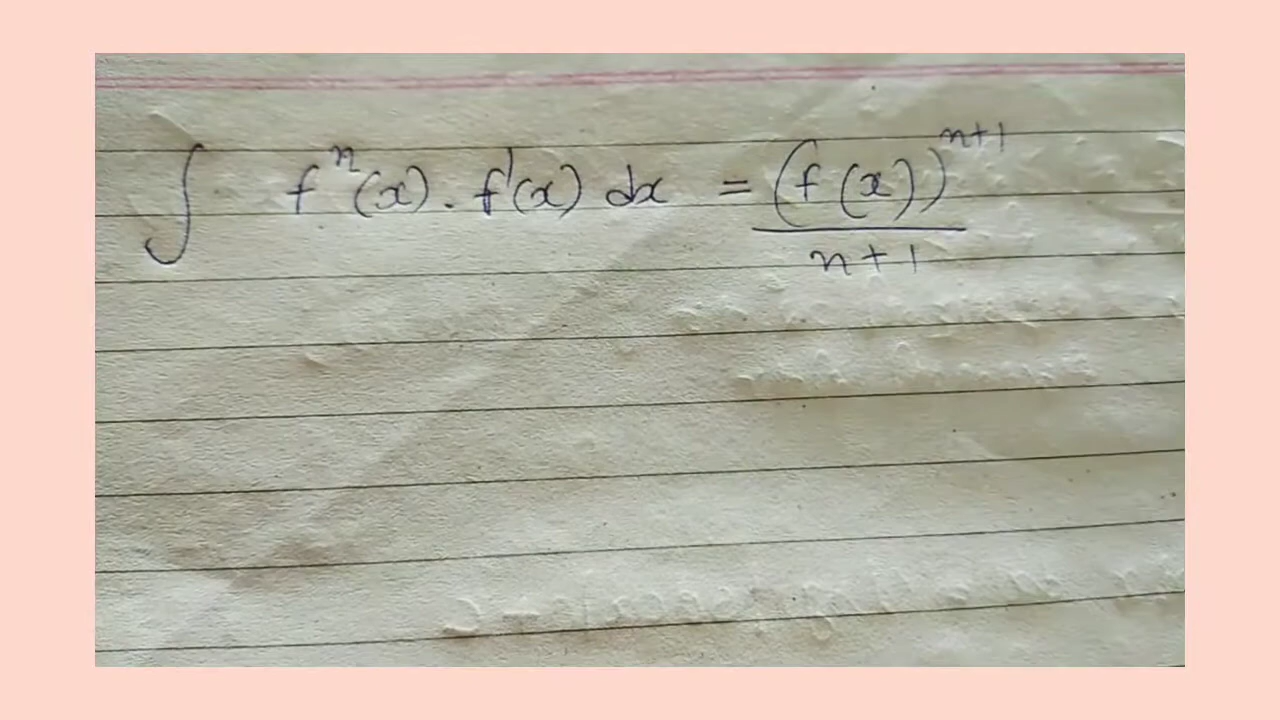 ∫ fⁿ(x) . f'(x) dx = (f(x))ⁿ⁺¹ / n+1